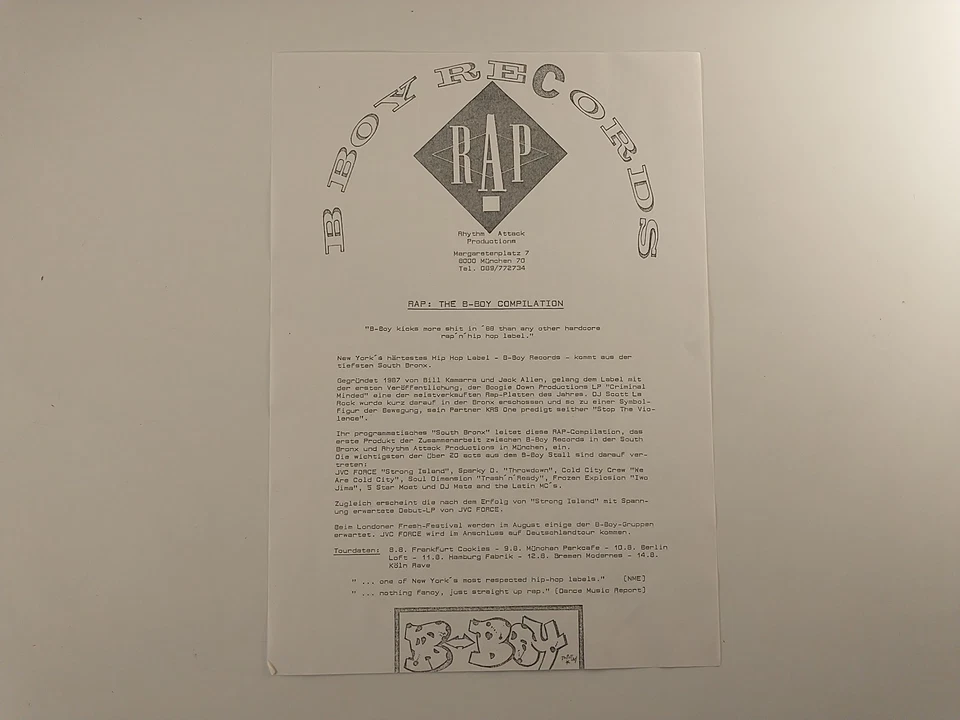 B BOY RECORDS
RAP
Rhythm Attack
Productions
Margaretenplatz 7
8000 München 70
Tel. 089/772734
RAP: THE B-BOY COMPILATION
"B-Boy kicks more shit in ´88 than any other hardcore
rap´n´hip hop label."
New York´s härtestes Hip Hop Label - B-Boy Records - kommt aus der
tiefsten South Bronx.
Gegründet 1987 von Bill Kamarra und Jack Allen, gelang dem Label mit
der ersten Veröffentlichung, der Boogie Down Productions LP "Criminal
Minded" eine der meistverkauften Rap-Platten des Jahres. DJ Scott La
Rock wurde kurz darauf in der Bronx erschossen und so zu einer Symbol-
figur der Bewegung, sein Partner KRS One predigt seither "Stop The Vio-
lence".
Ihr programmatisches "South Bronx" leitet diese RAP-Compilation, das
erste Produkt der Zusammenarbeit zwischen B-Boy Records in der South
Bronx und Rhythm Attack Productions in München, ein.
Die wichtigsten der über 20 acts aus dem B-Boy Stall sind darauf ver-
treten:
JVC FORCE "Strong Island", Sparky D. "Throwdown", Cold City Crew "We
Are Cold City", Soul Dimension "Trash´n´Ready", Frozen Explosion "Iwo
Jima", 5 Star Moet und DJ Mate and the Latin MC´s.
Zugleich erscheint die nach dem Erfolg von "Strong Island" mit Spann-
ung erwartete Debut-LP von JVC FORCE.
Beim Londoner Fresh-Festival werden im August einige der B-Boy-Gruppen
erwartet. JVC FORCE wird im Anschluss auf Deutschlandtour kommen.
Tourdaten: 8.8. Frankfurt Cookies - 9.8. München Parkcafe - 10.8. Berlin
Loft - 11.8. Hamburg Fabrik - 12.8. Bremen Modernes - 14.8.
Köln Rave
" ... one of New York´s most respected hip-hop labels." [NME]
" ... nothing fancy, just straight up rap." [Dance Music Report]
B-BOY